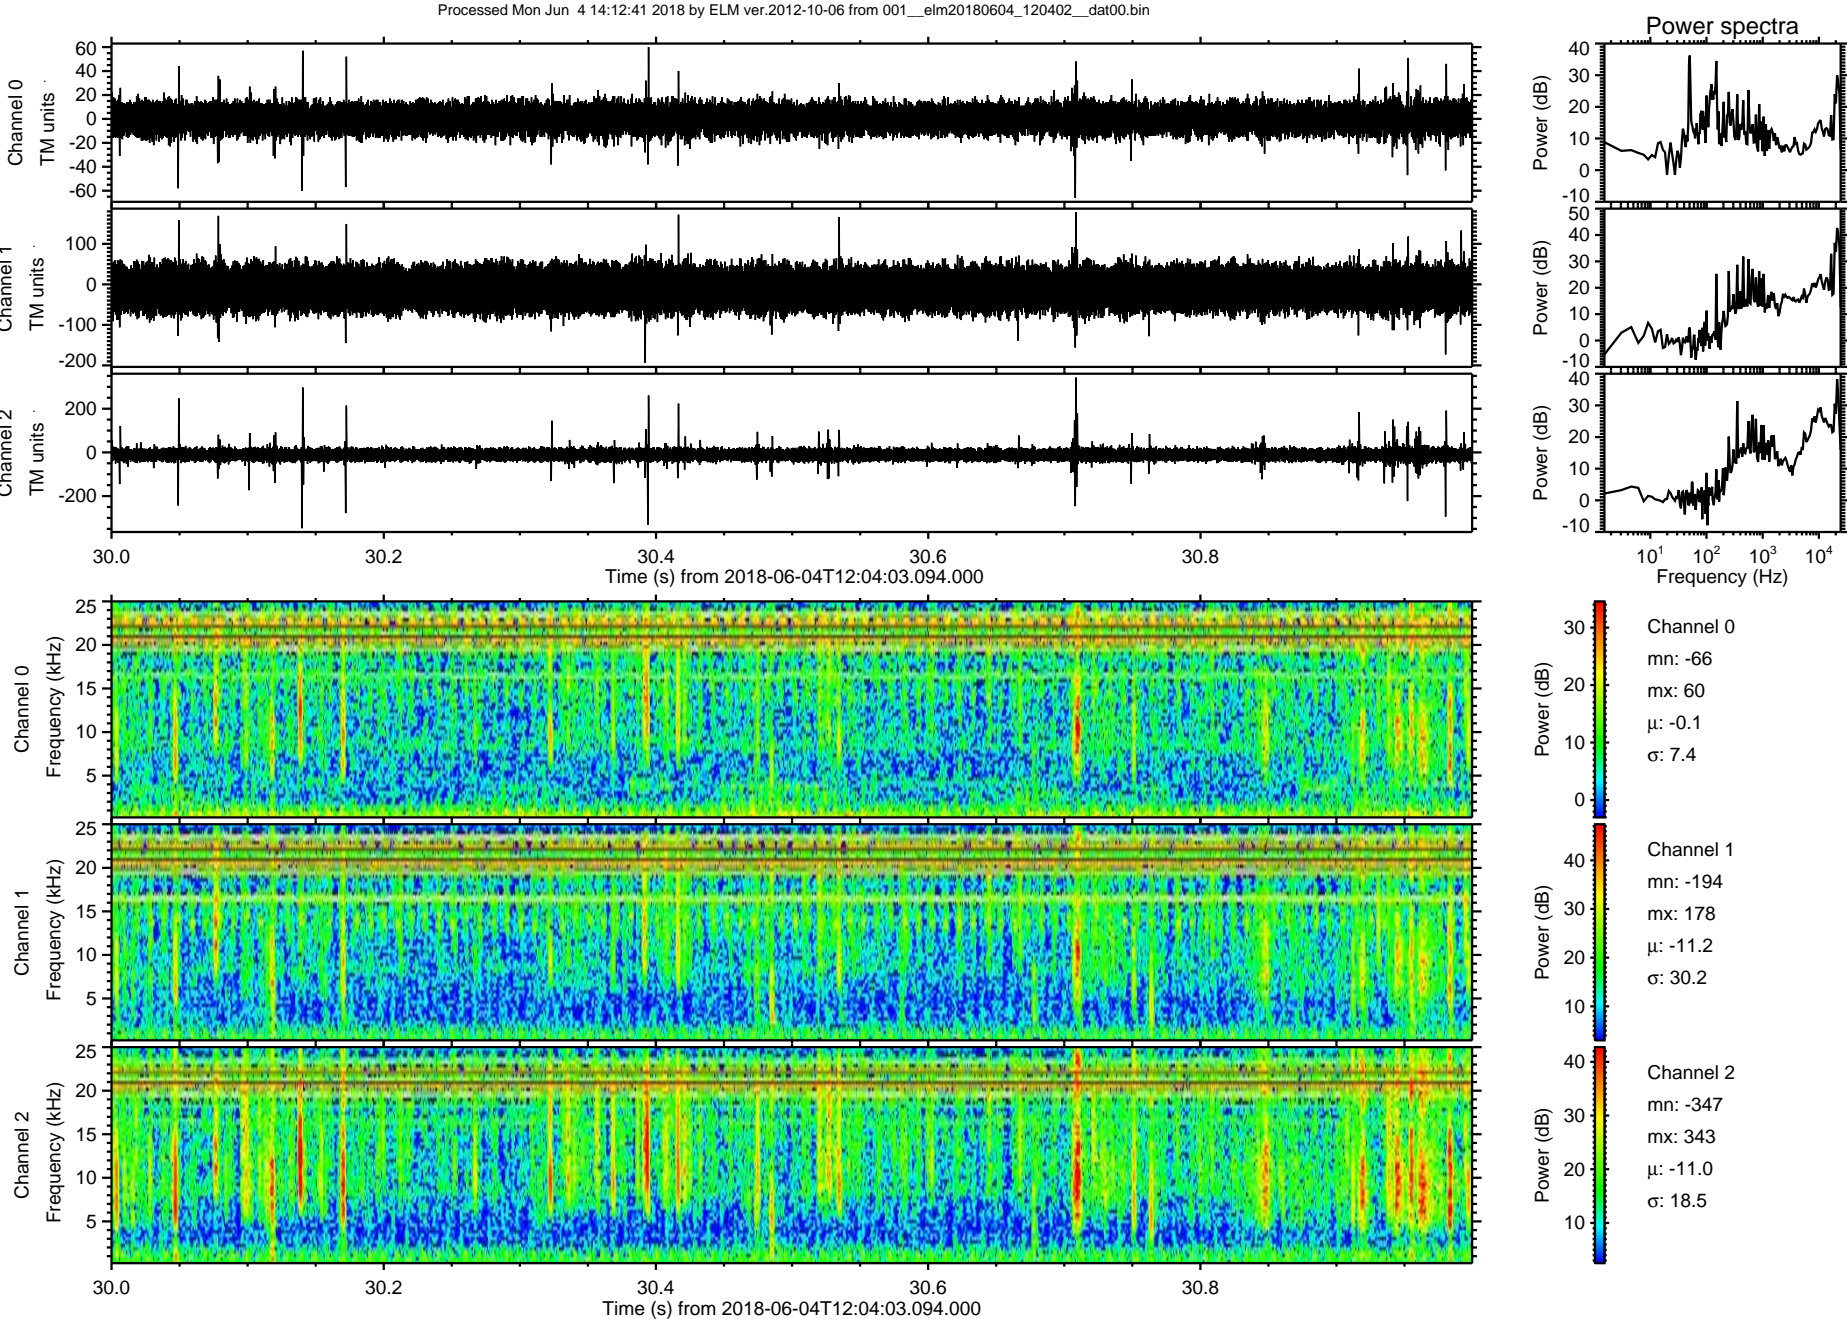 Processed Mon Jun  4 14:12:41 2018 by ELM ver.2012-10-06 from 001__elm20180604_120402__dat00.bin
Power spectra
Channel 0
TM units
60
40
20
0
-20
-40
-60
Power (dB)
40
30
20
10
0
-10
Channel 1
TM units
100
0
-100
-200
Power (dB)
50
40
30
20
10
0
-10
Channel 2
TM units
200
0
-200
Power (dB)
40
30
20
10
0
-10
30.0 30.2 30.4 30.6 30.8
Time (s) from 2018-06-04T12:04:03.094.000
10^1 10^2 10^3 10^4
Frequency (Hz)
Channel 0
Frequency (kHz)
25
20
15
10
5
Power (dB)
30
20
10
0
Channel 0
mn: -66
mx: 60
μ: -0.1
σ: 7.4
Channel 1
Frequency (kHz)
25
20
15
10
5
Power (dB)
40
30
20
10
Channel 1
mn: -194
mx: 178
μ: -11.2
σ: 30.2
Channel 2
Frequency (kHz)
25
20
15
10
5
Power (dB)
40
30
20
10
Channel 2
mn: -347
mx: 343
μ: -11.0
σ: 18.5
30.0 30.2 30.4 30.6 30.8
Time (s) from 2018-06-04T12:04:03.094.000